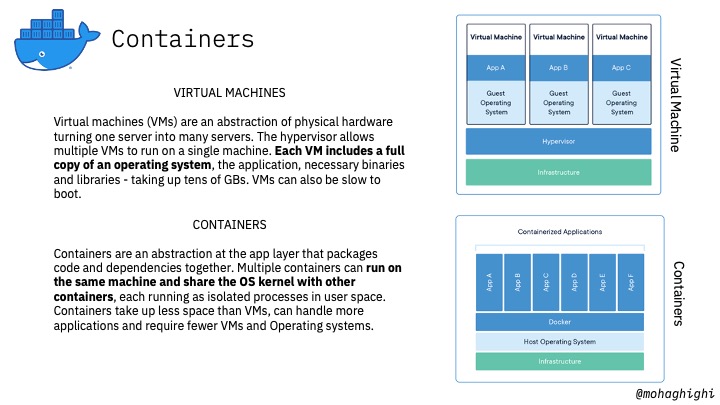 Containers
VIRTUAL MACHINES
Virtual machines (VMs) are an abstraction of physical hardware
turning one server into many servers. The hypervisor allows
multiple VMs to run on a single machine. Each VM includes a full
copy of an operating system, the application, necessary binaries
and libraries - taking up tens of GBs. VMs can also be slow to
boot.
CONTAINERS
Containers are an abstraction at the app layer that packages
code and dependencies together. Multiple containers can run on
the same machine and share the OS kernel with other
containers, each running as isolated processes in user space.
Containers take up less space than VMs, can handle more
applications and require fewer VMs and Operating systems.
Virtual Machine
Virtual Machine
Virtual Machine
App A
App B
App C
Guest
Operating
System
Guest
Operating
System
Guest
Operating
System
Hypervisor
Infrastructure
Virtual Machine
Containerized Applications
App A
App B
App C
App D
App E
App F
Docker
Host Operating System
Infrastructure
Containers
@mohaghighi